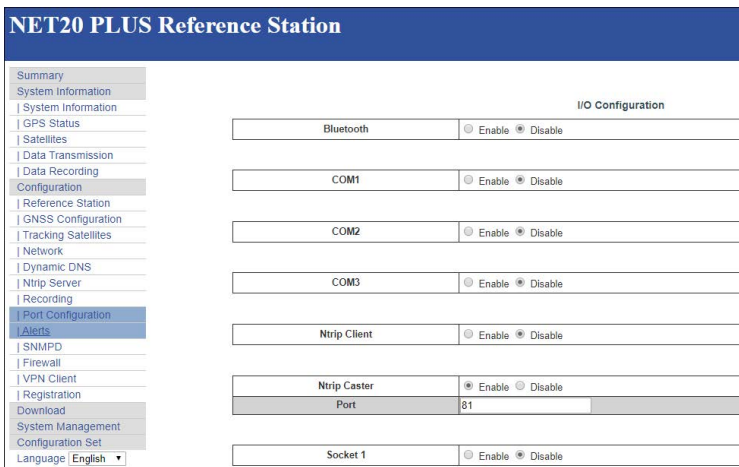 NET20 PLUS Reference Station
Summary
System Information
| System Information
| GPS Status
| Satellites
| Data Transmission
| Data Recording
Configuration
| Reference Station
| GNSS Configuration
| Tracking Satellites
| Network
| Dynamic DNS
| Ntrip Server
| Recording
| Port Configuration
| Alerts
| SNMPD
| Firewall
| VPN Client
| Registration
Download
System Management
Configuration Set
Language English
I/O Configuration
Bluetooth Enable Disable
COM1 Enable Disable
COM2 Enable Disable
COM3 Enable Disable
Ntrip Client Enable Disable
Ntrip Caster Enable Disable
Port 81
Socket 1 Enable Disable